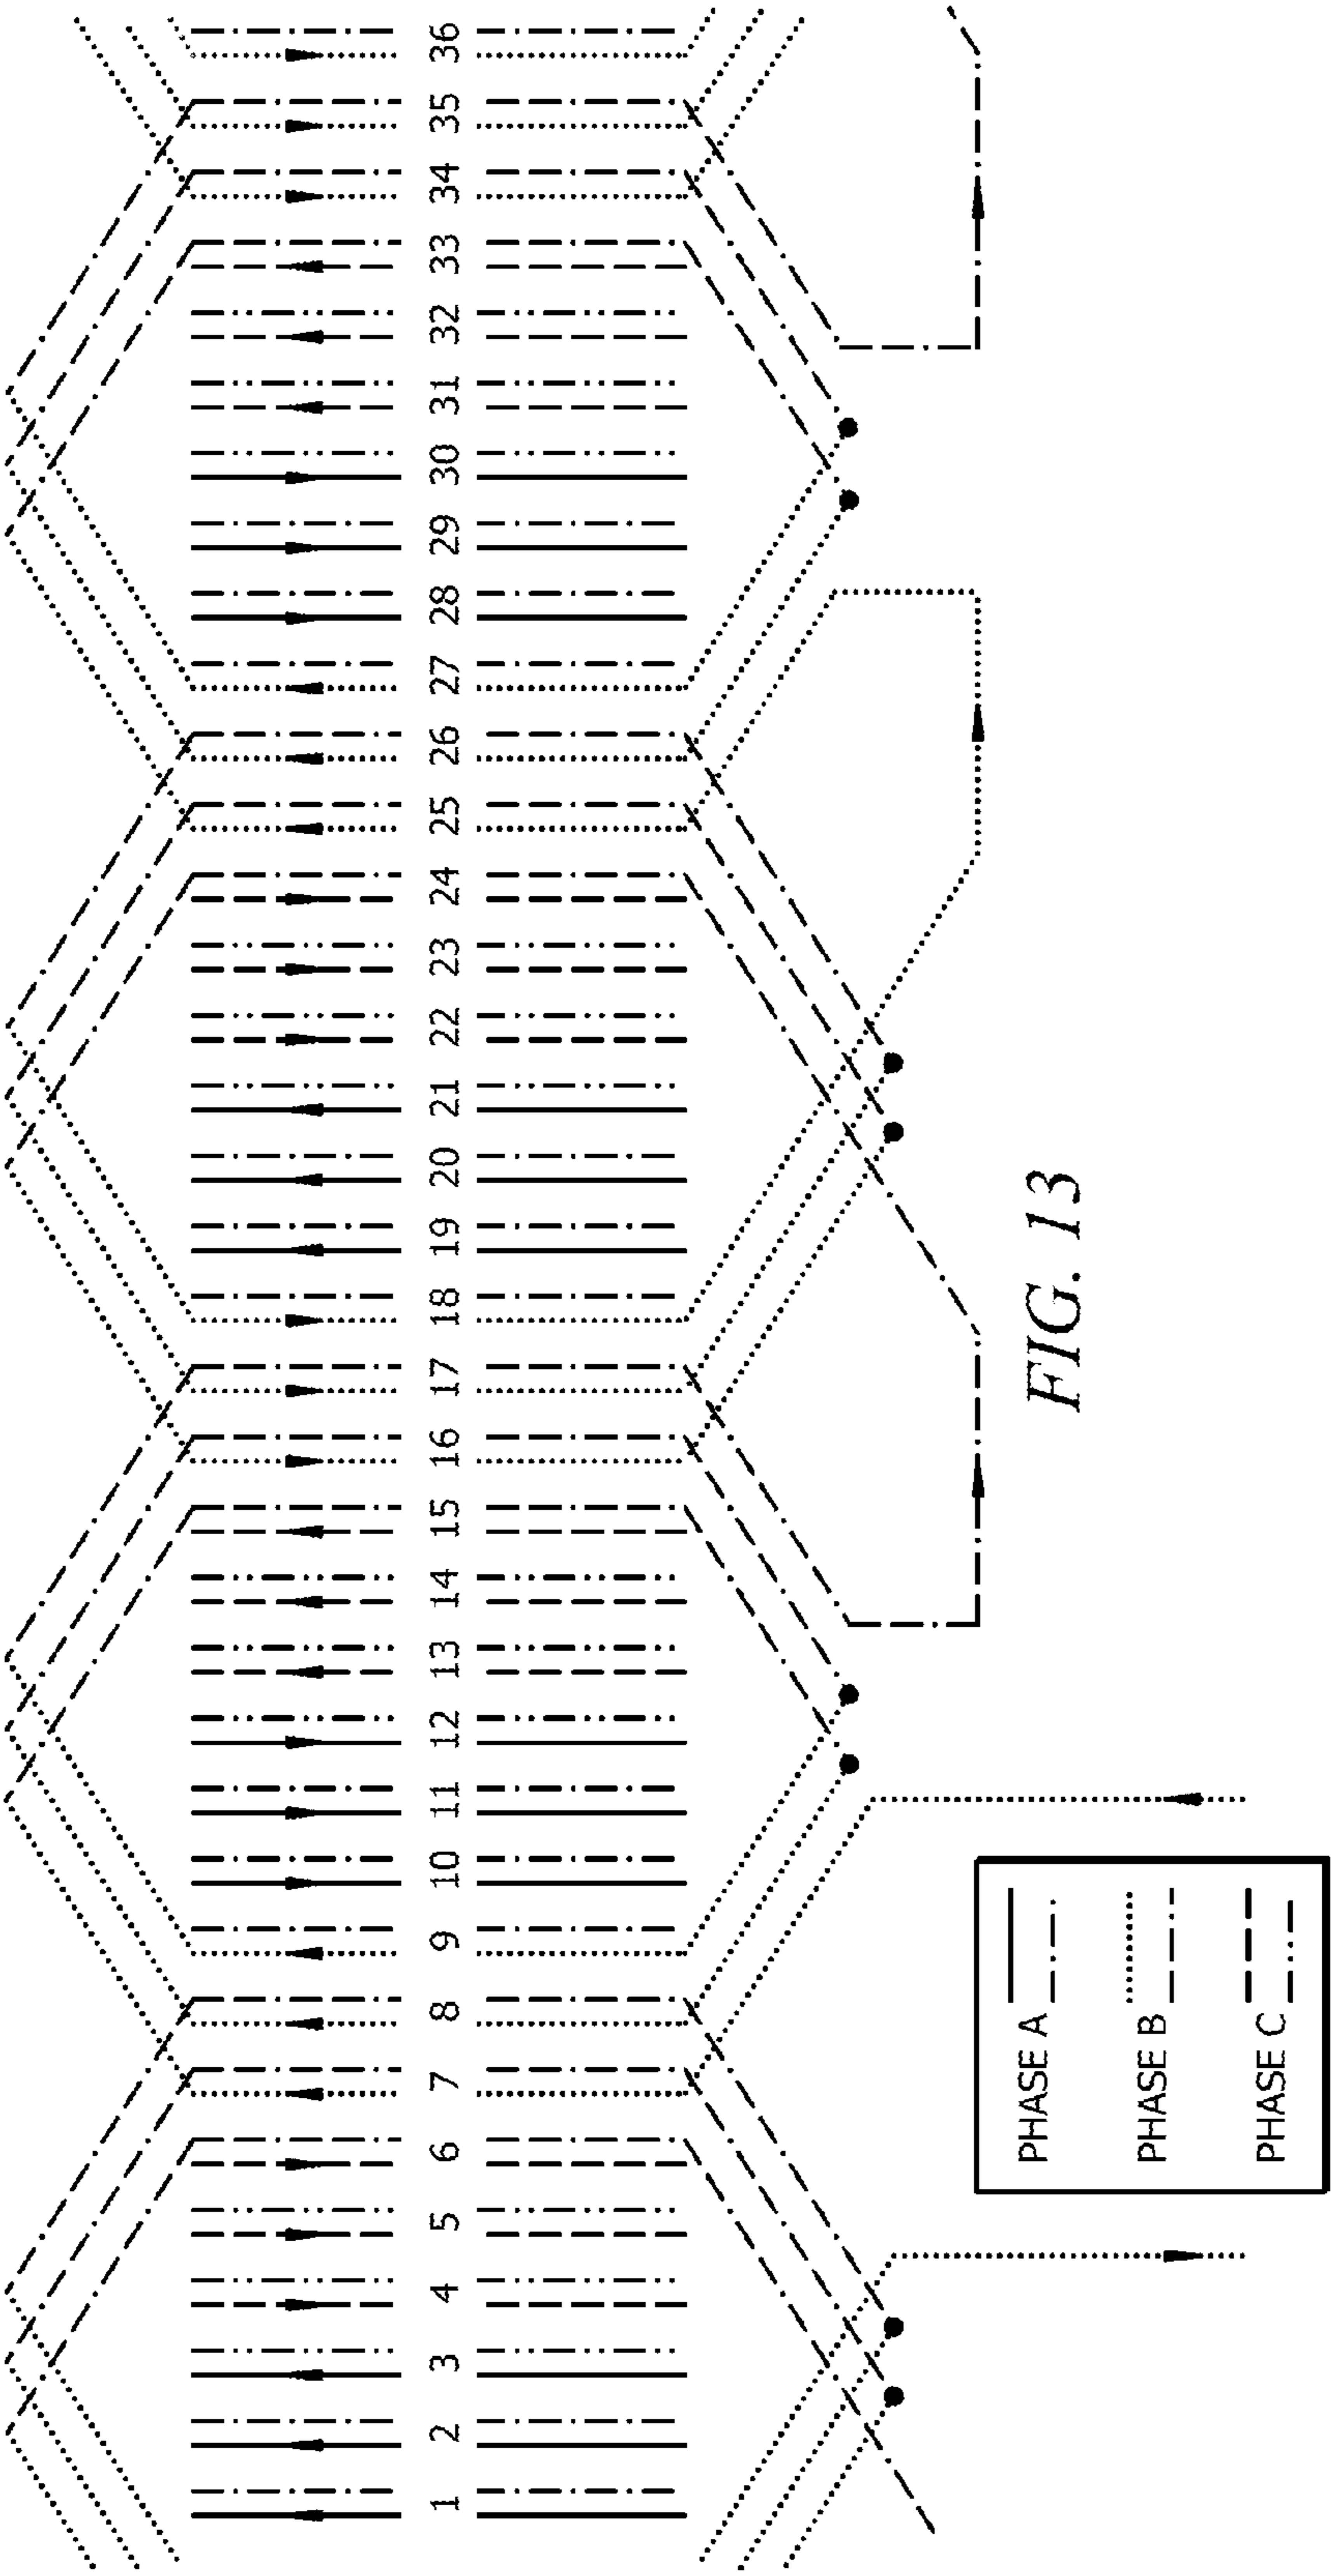 1 2 3 4 5 6 7 8 9 10 11 12 13 14 15 16 17 18 19 20 21 22 23 24 25 26 27 28 29 30 31 32 33 34 35 36
PHASE A
PHASE B
PHASE C
FIG. 13